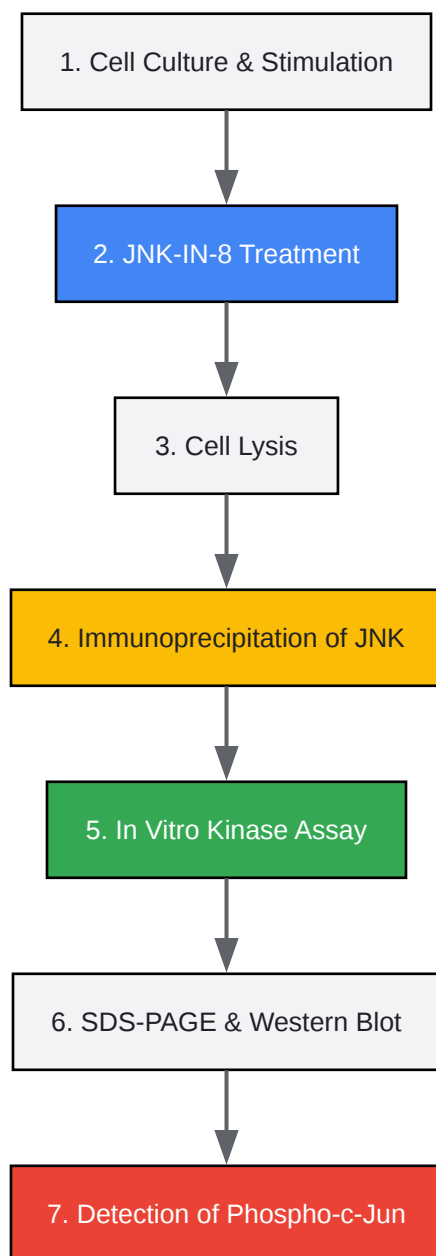 1. Cell Culture & Stimulation
2. JNK-IN-8 Treatment
3. Cell Lysis
4. Immunoprecipitation of JNK
5. In Vitro Kinase Assay
6. SDS-PAGE & Western Blot
7. Detection of Phospho-c-Jun